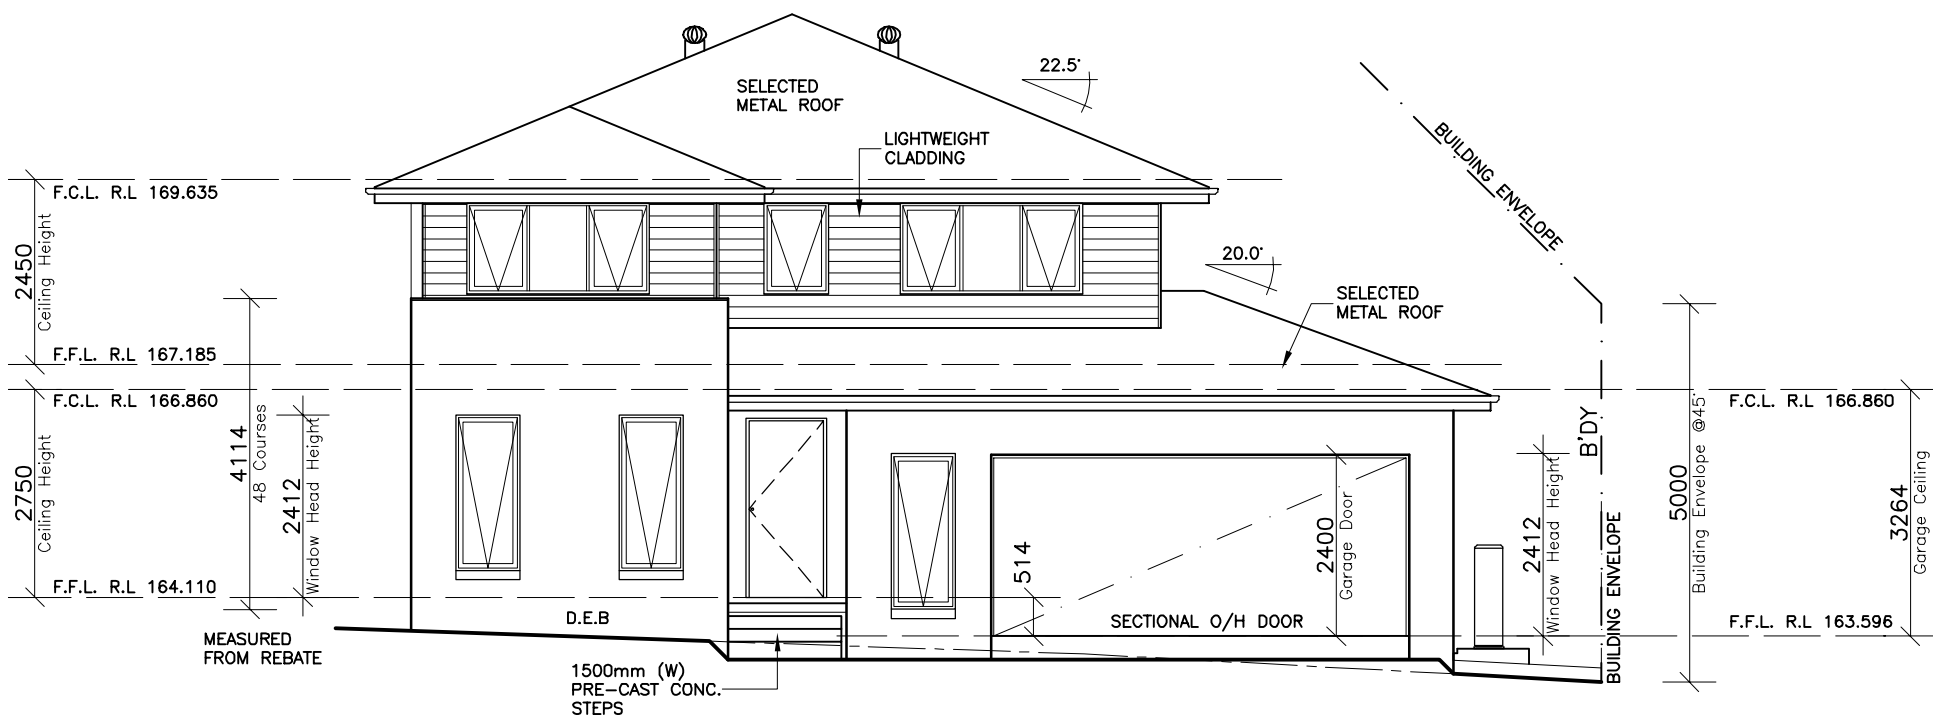 22.5°
SELECTED
METAL ROOF
LIGHTWEIGHT
CLADDING
BUILDING ENVELOPE
F.C.L. R.L 169.635
2450
Ceiling Height
20.0°
SELECTED
METAL ROOF
F.F.L. R.L 167.185
F.C.L. R.L 166.860
F.C.L. R.L 166.860
2750
Ceiling Height
4114
48 Courses
2412
Window Head Height
B'DY
5000
Building Envelope @45°
3264
Garage Ceiling
514
2400
Garage Door
2412
Window Head Height
BUILDING ENVELOPE
F.F.L. R.L 164.110
D.E.B
SECTIONAL O/H DOOR
F.F.L. R.L 163.596
MEASURED
FROM REBATE
1500mm (W)
PRE-CAST CONC.
STEPS